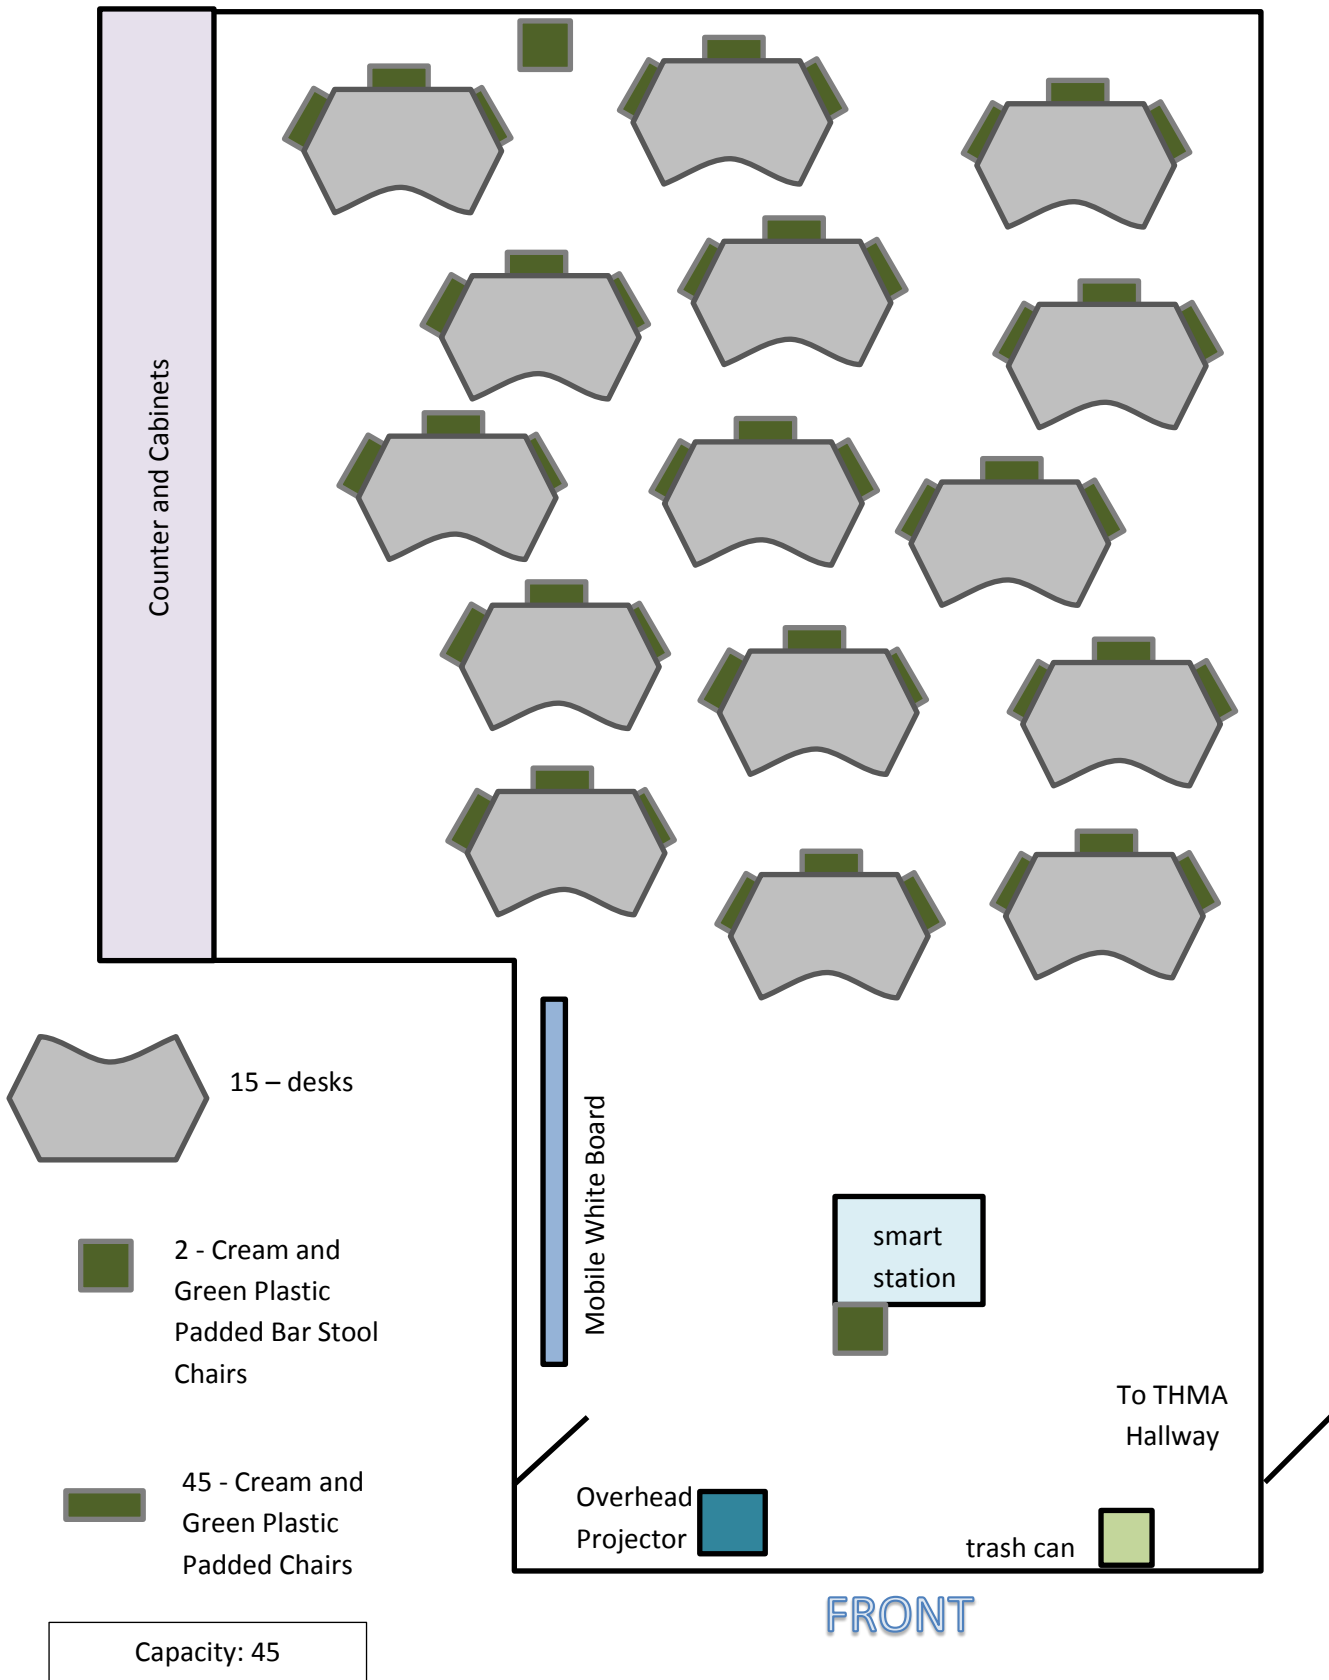 Counter and Cabinets
15 – desks
Mobile White Board
smart
station
2 - Cream and
Green Plastic
Padded Bar Stool
Chairs
To THMA
Hallway
45 - Cream and
Green Plastic
Padded Chairs
Overhead
Projector
trash can
FRONT
Capacity: 45